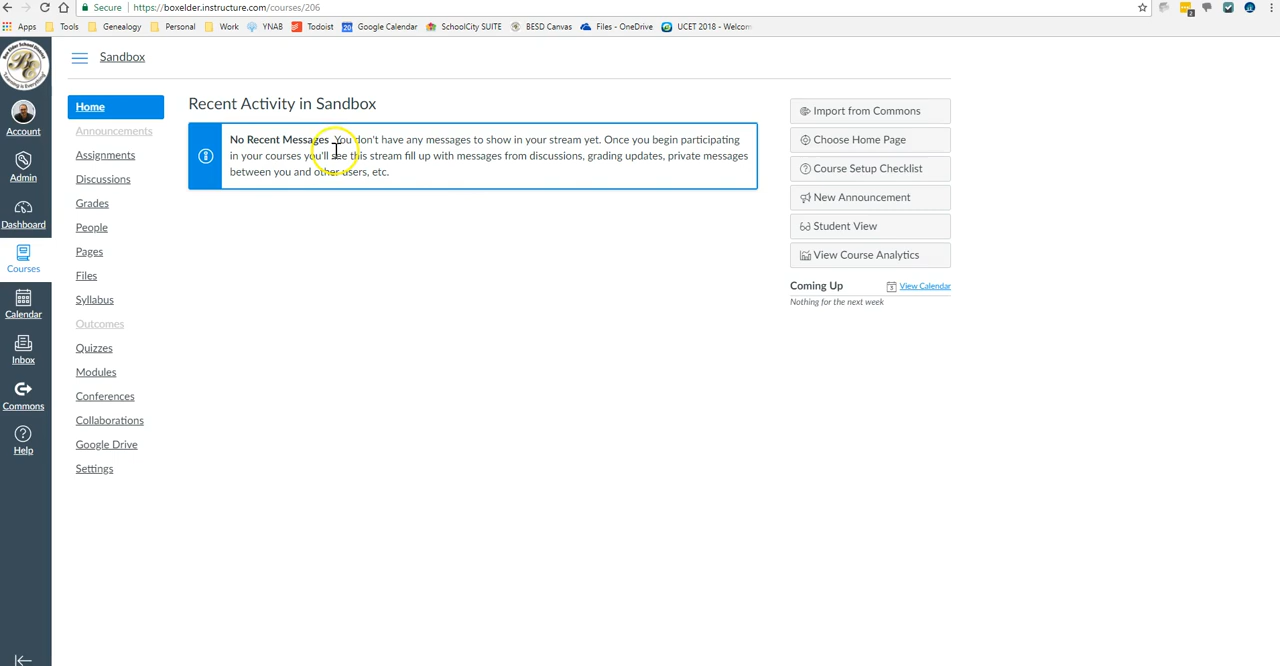 Secure
https://boxelder.instructure.com/courses/206
Apps
Tools
Genealogy
Personal
Work
YNAB
Todoist
20
Google Calendar
SchoolCity SUITE
BESD Canvas
Files - OneDrive
UCET 2018 - Welcom
2
Sandbox
Account
Admin
Dashboard
Courses
Calendar
Inbox
Commons
Help
Home
Announcements
Assignments
Discussions
Grades
People
Pages
Files
Syllabus
Outcomes
Quizzes
Modules
Conferences
Collaborations
Google Drive
Settings
Recent Activity in Sandbox
No Recent Messages You don't have any messages to show in your stream yet. Once you begin participating
in your courses you'll see this stream fill up with messages from discussions, grading updates, private messages
between you and other users, etc.
Import from Commons
Choose Home Page
Course Setup Checklist
New Announcement
Student View
View Course Analytics
Coming Up
View Calendar
Nothing for the next week